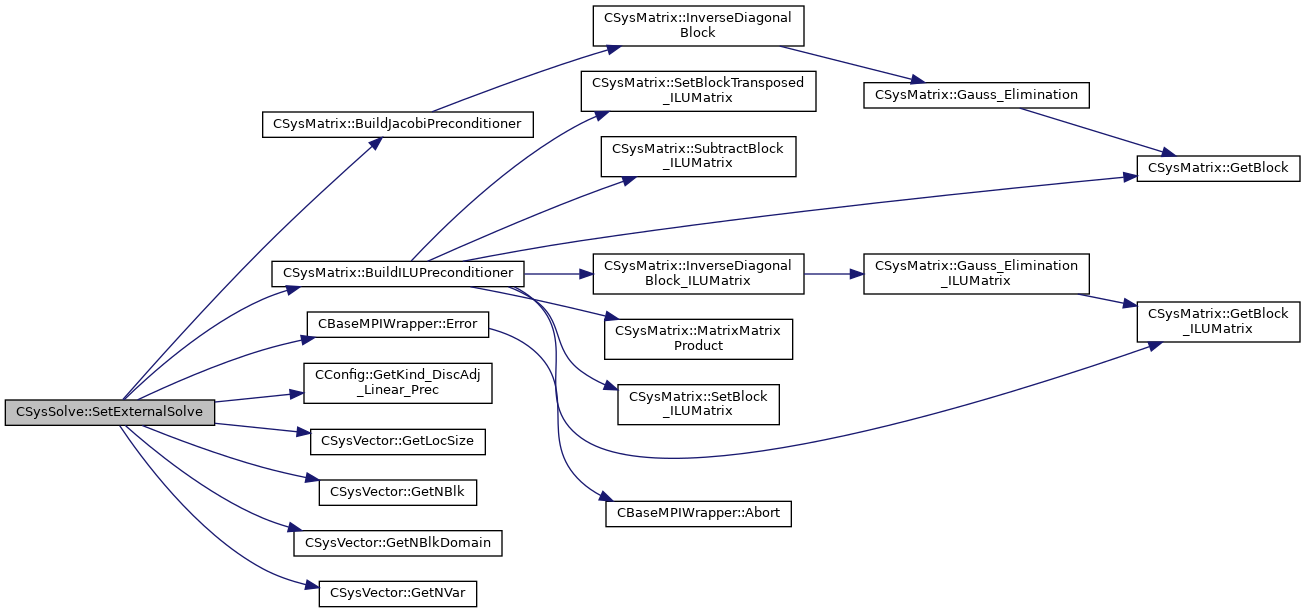 CSysMatrix::InverseDiagonal
Block
CSysMatrix::SetBlockTransposed
_ILUMatrix
CSysMatrix::Gauss_Elimination
CSysMatrix::BuildJacobiPreconditioner
CSysMatrix::SubtractBlock
_ILUMatrix
CSysMatrix::GetBlock
CSysMatrix::BuildILUPreconditioner
CSysMatrix::InverseDiagonal
Block_ILUMatrix
CSysMatrix::Gauss_Elimination
_ILUMatrix
CSysMatrix::GetBlock
_ILUMatrix
CBaseMPIWrapper::Error
CSysMatrix::MatrixMatrix
Product
CConfig::GetKind_DiscAdj
_Linear_Prec
CSysMatrix::SetBlock
_ILUMatrix
CSysSolve::SetExternalSolve
CSysVector::GetLocSize
CSysVector::GetNBlk
CBaseMPIWrapper::Abort
CSysVector::GetNBlkDomain
CSysVector::GetNVar